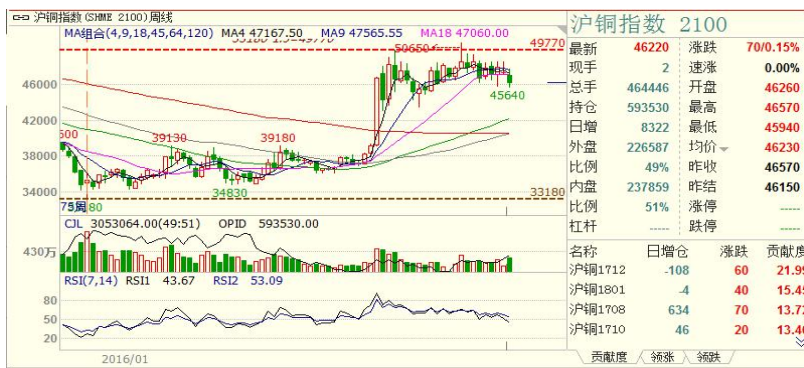 沪铜指数(SHME 2100)周线
MA组合(4,9,18,45,64,120) MA4 47167.50 MA9 47565.55 MA18 47060.00
49770
50650
46000
45640
42000
39130
39180
38000
34000
34830
33180
75周
CJL 3053064.00(49:51) OPID 593530.00
430万
RSI(7,14) RSI1 43.67 RSI2 53.09
80
50
20
2016/01
沪铜指数 2100
最新 46220 涨跌 70/0.15%
现手 2 速涨 0.00%
总手 464446 开盘 46260
持仓 593530 最高 46570
日增 8322 最低 45940
外盘 226587 均价 46230
比例 49% 昨收 46570
内盘 237859 昨结 46150
比例 51% 涨停 -----
杠杆 ----- 跌停 -----
名称 日增仓 涨跌 贡献度
沪铜1712 -108 60 21.99
沪铜1801 -4 40 15.45
沪铜1708 634 70 13.72
沪铜1710 46 20 13.40
贡献度 领涨 领跌